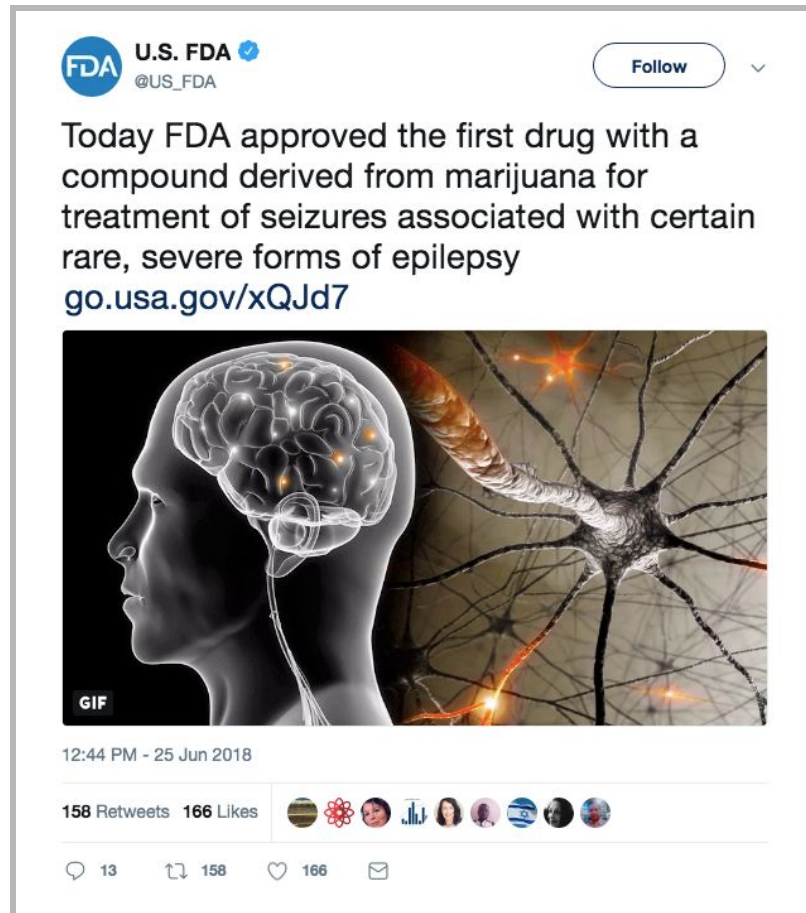 FDA
U.S. FDA
@US_FDA
Follow
Today FDA approved the first drug with a
compound derived from marijuana for
treatment of seizures associated with certain
rare, severe forms of epilepsy
go.usa.gov/xQJd7
GIF
12:44 PM - 25 Jun 2018
158 Retweets 166 Likes
13 158 166